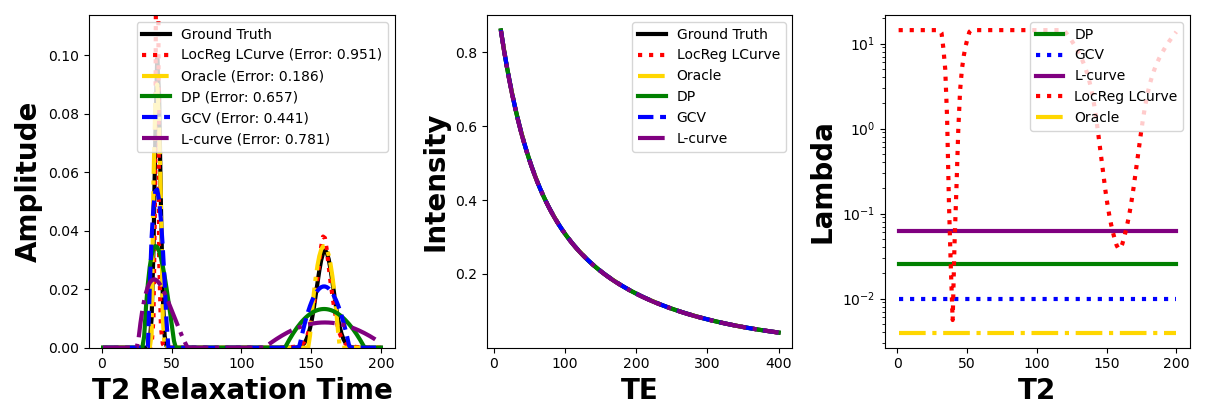 Amplitude
0.10
0.08
0.06
0.04
0.02
0.00
0 50 100 150 200
T2 Relaxation Time
Ground Truth
LocReg LCurve (Error: 0.951)
Oracle (Error: 0.186)
DP (Error: 0.657)
GCV (Error: 0.441)
L-curve (Error: 0.781)
Intensity
0.8
0.6
0.4
0.2
0 100 200 300 400
TE
Ground Truth
LocReg LCurve
Oracle
DP
GCV
L-curve
Lambda
10¹
10⁰
10⁻¹
10⁻²
0 50 100 150 200
T2
DP
GCV
L-curve
LocReg LCurve
Oracle